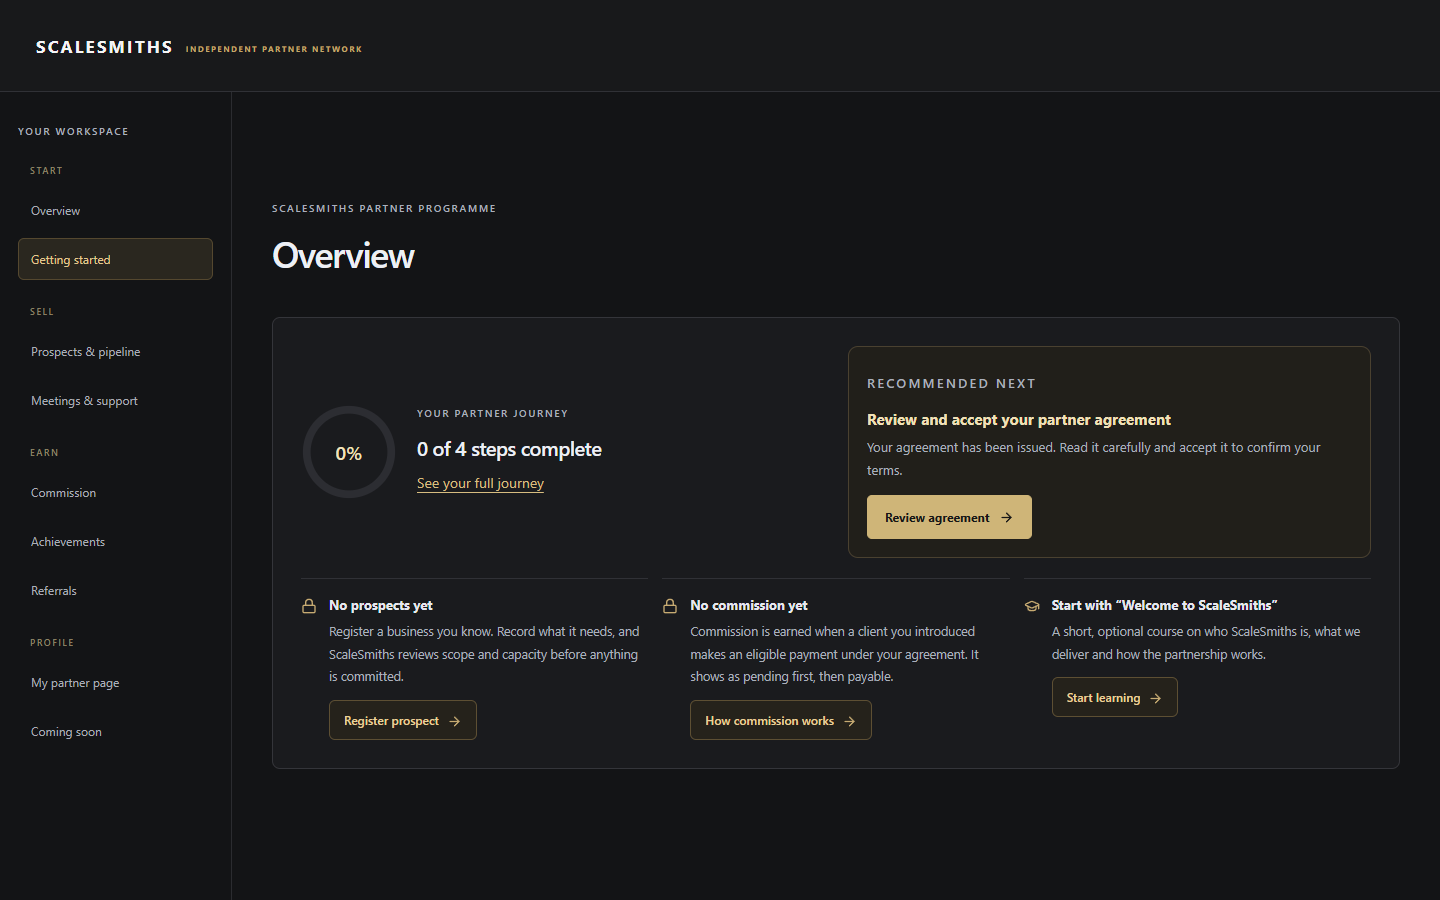 SCALESMITHS INDEPENDENT PARTNER NETWORK
YOUR WORKSPACE
START
Overview
Getting started
SELL
Prospects & pipeline
Meetings & support
EARN
Commission
Achievements
Referrals
PROFILE
My partner page
Coming soon
SCALESMITHS PARTNER PROGRAMME
Overview
0%
YOUR PARTNER JOURNEY
0 of 4 steps complete
See your full journey
RECOMMENDED NEXT
Review and accept your partner agreement
Your agreement has been issued. Read it carefully and accept it to confirm your
terms.
Review agreement →
No prospects yet
Register a business you know. Record what it needs, and
ScaleSmiths reviews scope and capacity before anything
is committed.
Register prospect →
No commission yet
Commission is earned when a client you introduced
makes an eligible payment under your agreement. It
shows as pending first, then payable.
How commission works →
Start with “Welcome to ScaleSmiths”
A short, optional course on who ScaleSmiths is, what we
deliver and how the partnership works.
Start learning →